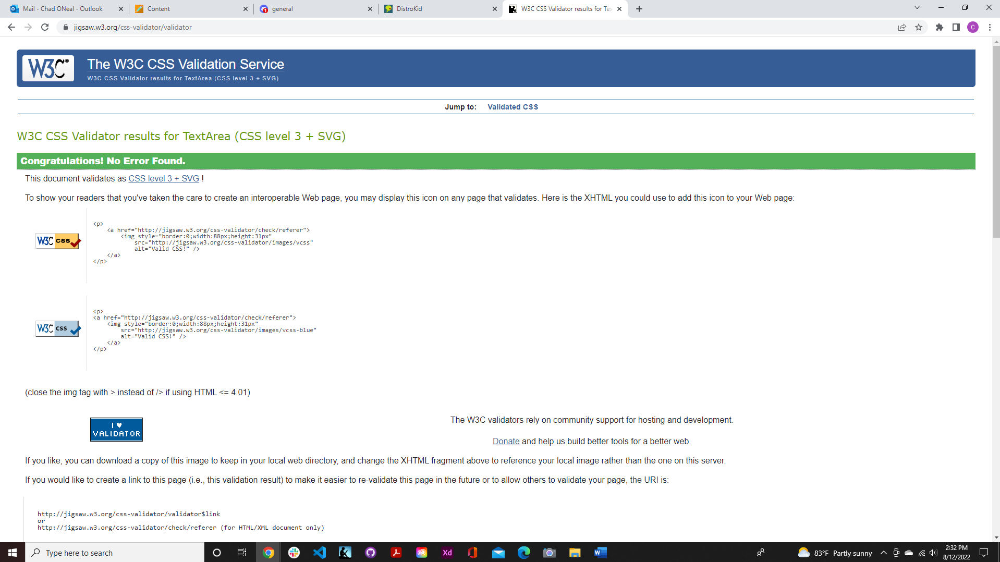 Mail - Chad ONeal - Outlook
Content
general
DistroKid
W3C CSS Validator results for Te
jigsaw.w3.org/css-validator/validator
C
W3C®
The W3C CSS Validation Service
W3C CSS Validator results for TextArea (CSS level 3 + SVG)
Jump to: Validated CSS
W3C CSS Validator results for TextArea (CSS level 3 + SVG)
Congratulations! No Error Found.
This document validates as CSS level 3 + SVG !
To show your readers that you've taken the care to create an interoperable Web page, you may display this icon on any page that validates. Here is the XHTML you could use to add this icon to your Web page:
W3C CSS
<p>
<a href="http://jigsaw.w3.org/css-validator/check/referer">
<img style="border:0;width:88px;height:31px"
src="http://jigsaw.w3.org/css-validator/images/vcss"
alt="Valid CSS!" />
</a>
</p>
W3C CSS
<p>
<a href="http://jigsaw.w3.org/css-validator/check/referer">
<img style="border:0;width:88px;height:31px"
src="http://jigsaw.w3.org/css-validator/images/vcss-blue"
alt="Valid CSS!" />
</a>
</p>
(close the img tag with > instead of /> if using HTML <= 4.01)
I ♥
VALIDATOR
The W3C validators rely on community support for hosting and development.
Donate and help us build better tools for a better web.
If you like, you can download a copy of this image to keep in your local web directory, and change the XHTML fragment above to reference your local image rather than the one on this server.
If you would like to create a link to this page (i.e., this validation result) to make it easier to re-validate this page in the future or to allow others to validate your page, the URI is:
http://jigsaw.w3.org/css-validator/validator$link
or
http://jigsaw.w3.org/css-validator/check/referer (for HTML/XML document only)
Type here to search
Xd
83°F Partly sunny
2:32 PM
8/12/2022